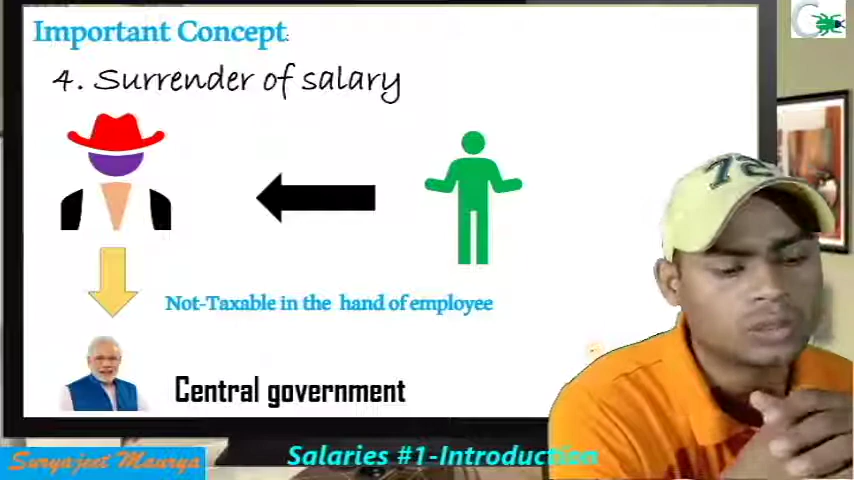 Important Concept:
4. Surrender of salary
Not-Taxable in the hand of employee
Central government
Salaries #1-Introduction
Suryajeet Maurya